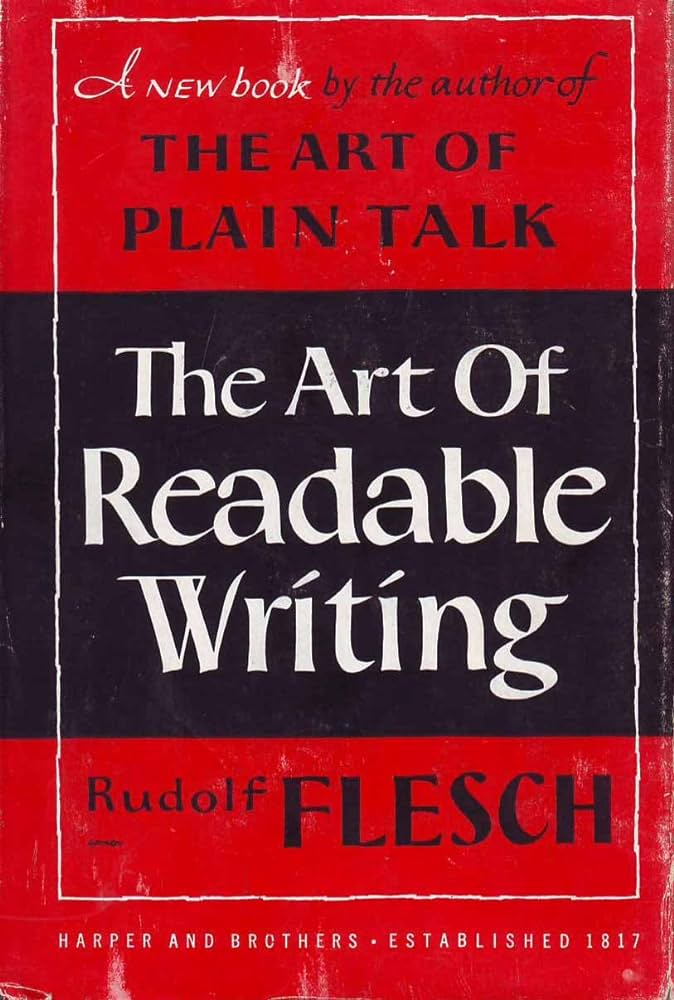 A NEW book by the author of
THE ART OF
PLAIN TALK
The Art Of
Readable
Writing
Rudolf FLESCH
HARPER AND BROTHERS • ESTABLISHED 1817